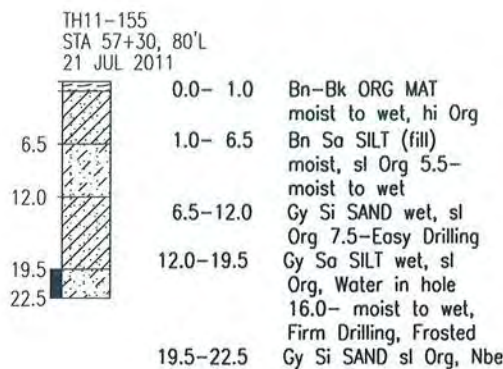 TH11-155
STA 57+30, 80'L
21 JUL 2011
0.0- 1.0 Bn-Bk ORG MAT
moist to wet, hi Org
6.5 1.0- 6.5 Bn Sa SILT (fill)
moist, sl Org 5.5-
moist to wet
12.0
6.5-12.0 Gy Si SAND wet, sl
Org 7.5-Easy Drilling
12.0-19.5 Gy Sa SILT wet, sl
19.5 Org, Water in hole
16.0- moist to wet,
22.5 Firm Drilling, Frosted
19.5-22.5 Gy Si SAND sl Org, Nbe